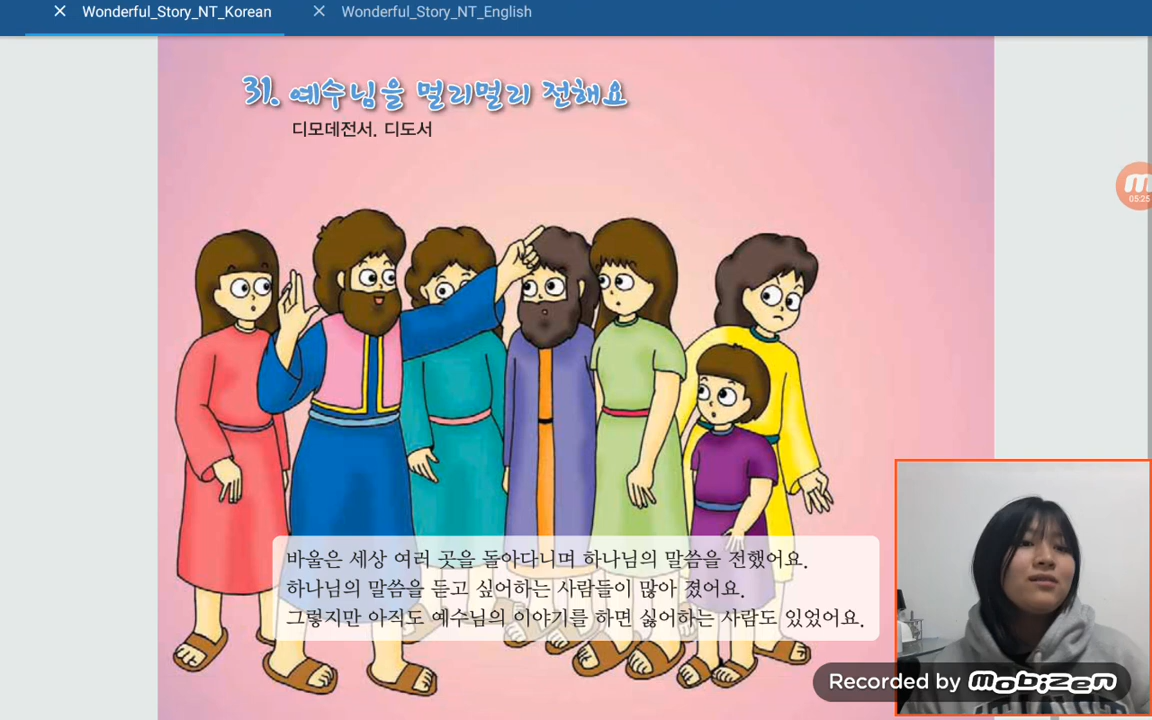 Wonderful_Story_NT_Korean
Wonderful_Story_NT_English
31. 예수님을 멀리멀리 전해요
디모데전서. 디도서
05:25
바울은 세상 여러 곳을 돌아다니며 하나님의 말씀을 전했어요.
하나님의 말씀을 듣고 싶어하는 사람들이 많아 졌어요.
그렇지만 아직도 예수님의 이야기를 하면 싫어하는 사람도 있었어요.
Recorded by mobizen